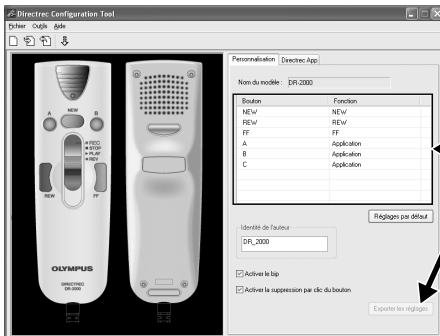 Directrec Configuration Tool
Fichier Outils Aide
Personnalisation Directrec App
Nom du modèle : DR-2000
Bouton Fonction
NEW NEW
REW REW
FF FF
A Application
B Application
C Application
Réglages par défaut
Identité de l'auteur
DR_2000
Activer le bip
Activer la suppression par clic du bouton
Exporter les réglages
NEW
A B
REC
STOP
PLAY
REV
REW FF
OLYMPUS
DIRECTREC
DR-2000